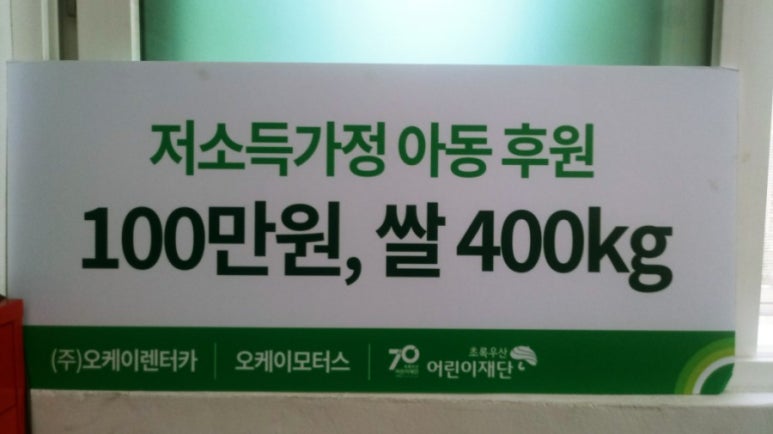 저소득가정 아동 후원
100만원, 쌀 400kg
(주)오케이렌터카 오케이모터스 70 초록우산 어린이재단